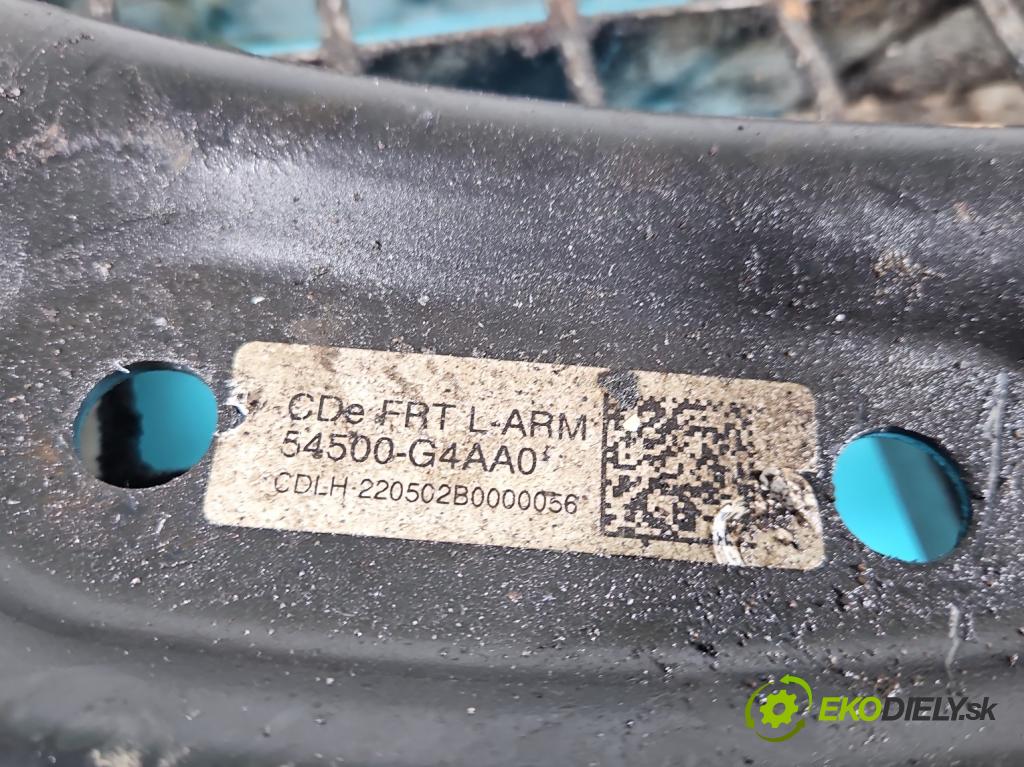 CDe FRT L-ARM
54500-G4AA0
CDLH 220502B0000056
EKODIELY.sk